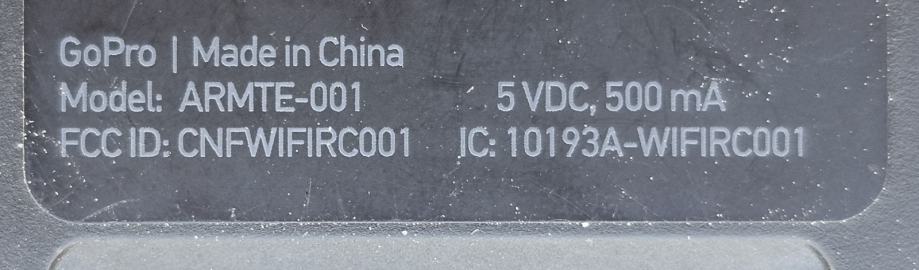 GoPro | Made in China
Model: ARMTE-001 5 VDC, 500 mA
FCC ID: CNFWIFIRC001 IC: 10193A-WIFIRC001